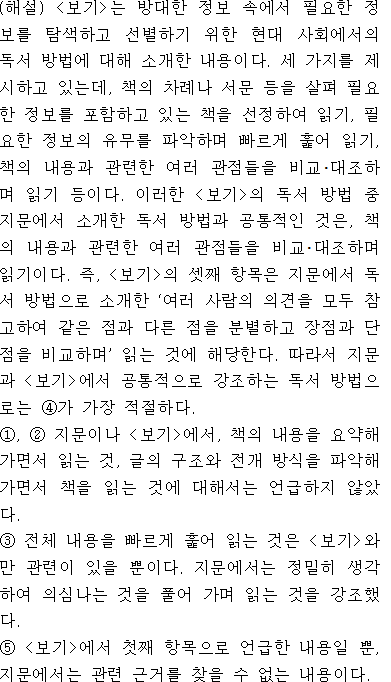 (해설) <보기>는 방대한 정보 속에서 필요한 정
보를 탐색하고 선별하기 위한 현대 사회에서의
독서 방법에 대해 소개한 내용이다. 세 가지를 제
시하고 있는데, 책의 차례나 서문 등을 살펴 필요
한 정보를 포함하고 있는 책을 선정하여 읽기, 필
요한 정보의 유무를 파악하며 빠르게 훑어 읽기,
책의 내용과 관련한 여러 관점들을 비교·대조하
며 읽기 등이다. 이러한 <보기>의 독서 방법 중
지문에서 소개한 독서 방법과 공통적인 것은, 책
의 내용과 관련한 여러 관점들을 비교·대조하며
읽기이다. 즉, <보기>의 셋째 항목은 지문에서 독
서 방법으로 소개한 ‘여러 사람의 의견을 모두 참
고하여 같은 점과 다른 점을 분별하고 장점과 단
점을 비교하며’ 읽는 것에 해당한다. 따라서 지문
과 <보기>에서 공통적으로 강조하는 독서 방법으
로는 ④가 가장 적절하다.
①, ② 지문이나 <보기>에서, 책의 내용을 요약해
가면서 읽는 것, 글의 구조와 전개 방식을 파악해
가면서 책을 읽는 것에 대해서는 언급하지 않았
다.
③ 전체 내용을 빠르게 훑어 읽는 것은 <보기>와
만 관련이 있을 뿐이다. 지문에서는 정밀히 생각
하여 의심나는 것을 풀어 가며 읽는 것을 강조했
다.
⑤ <보기>에서 첫째 항목으로 언급한 내용일 뿐,
지문에서는 관련 근거를 찾을 수 없는 내용이다.